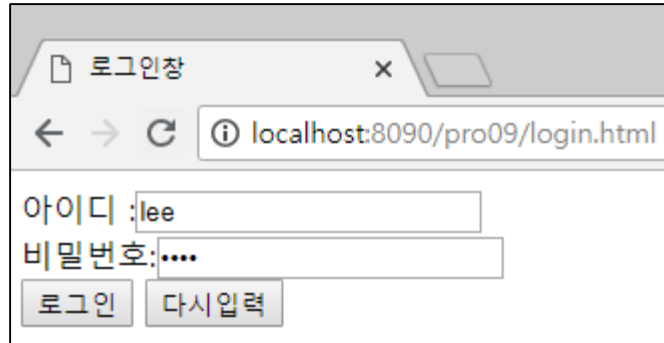 로그인창
localhost:8090/pro09/login.html
아이디 :lee
비밀번호:••••
로그인 다시입력